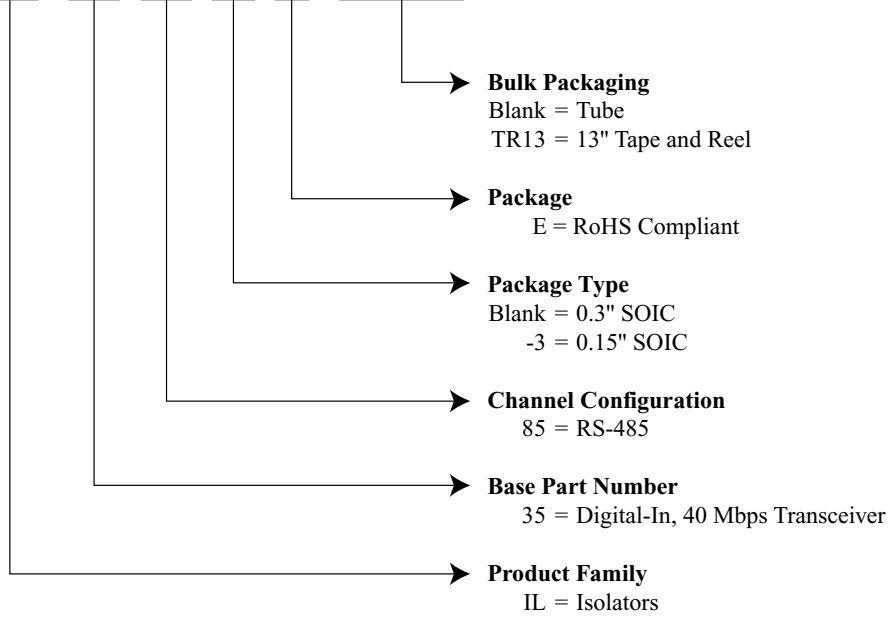 Bulk Packaging
Blank = Tube
TR13 = 13" Tape and Reel
Package
E = RoHS Compliant
Package Type
Blank = 0.3" SOIC
-3 = 0.15" SOIC
Channel Configuration
85 = RS-485
Base Part Number
35 = Digital-In, 40 Mbps Transceiver
Product Family
IL = Isolators